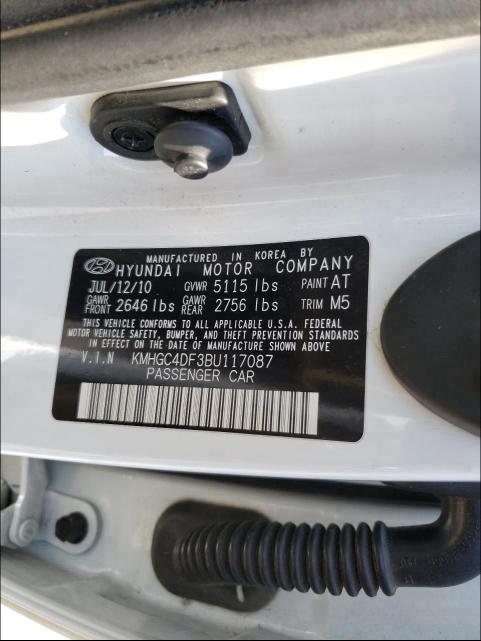 MANUFACTURED IN KOREA BY
HYUNDAI MOTOR COMPANY
JUL/12/10 GVWR 5115 lbs PAINT AT
GAWR FRONT 2646 lbs GAWR REAR 2756 lbs TRIM M5
THIS VEHICLE CONFORMS TO ALL APPLICABLE U.S.A. FEDERAL
MOTOR VEHICLE SAFETY, BUMPER, AND THEFT PREVENTION STANDARDS
IN EFFECT ON THE DATE OF MANUFACTURE SHOWN ABOVE.
V.I.N KMHGC4DF3BU117087
PASSENGER CAR